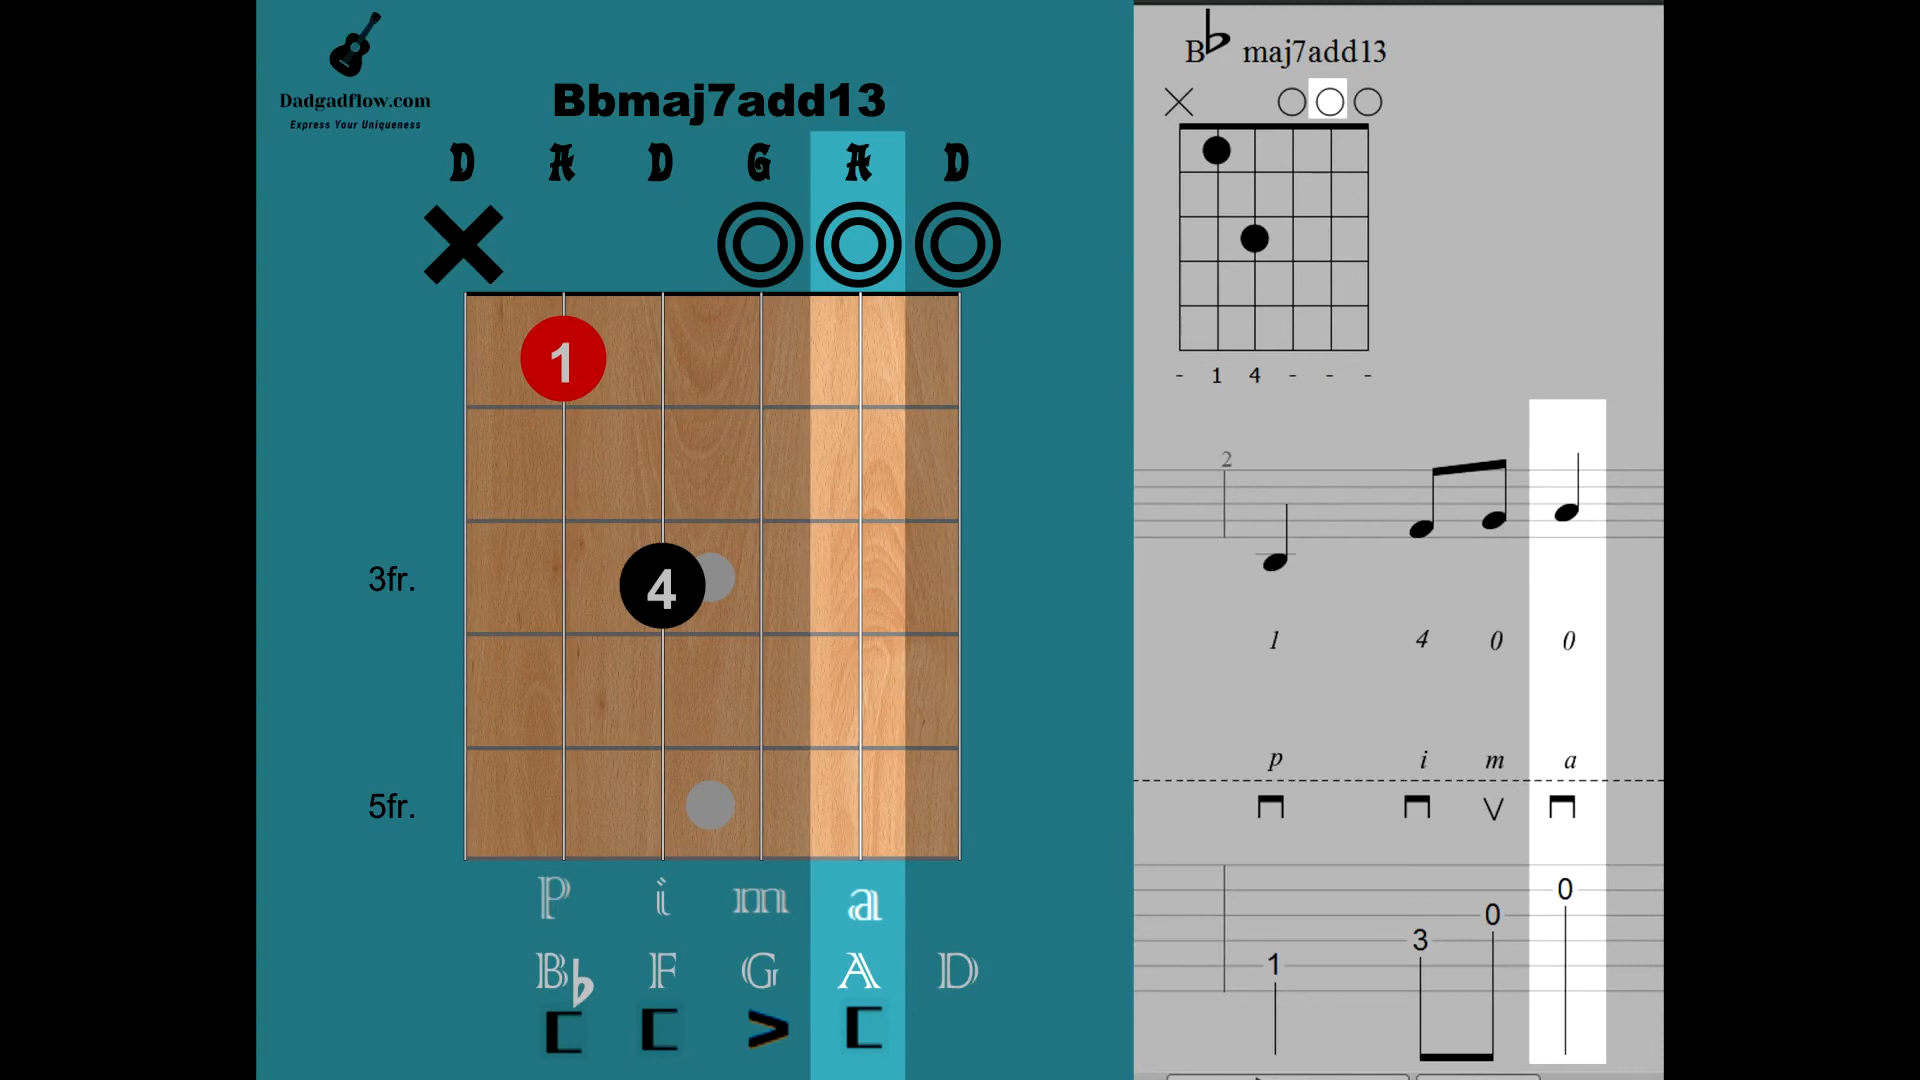 Dadgadflow.com
Express Your Uniqueness
Bbmaj7add13
D A D G A D
1
4
3fr.
5fr.
p i m a
B♭ F G A D
B♭ maj7add13
- 1 4 - - -
2
1 4 0 0
p i m a
1 3 0 0